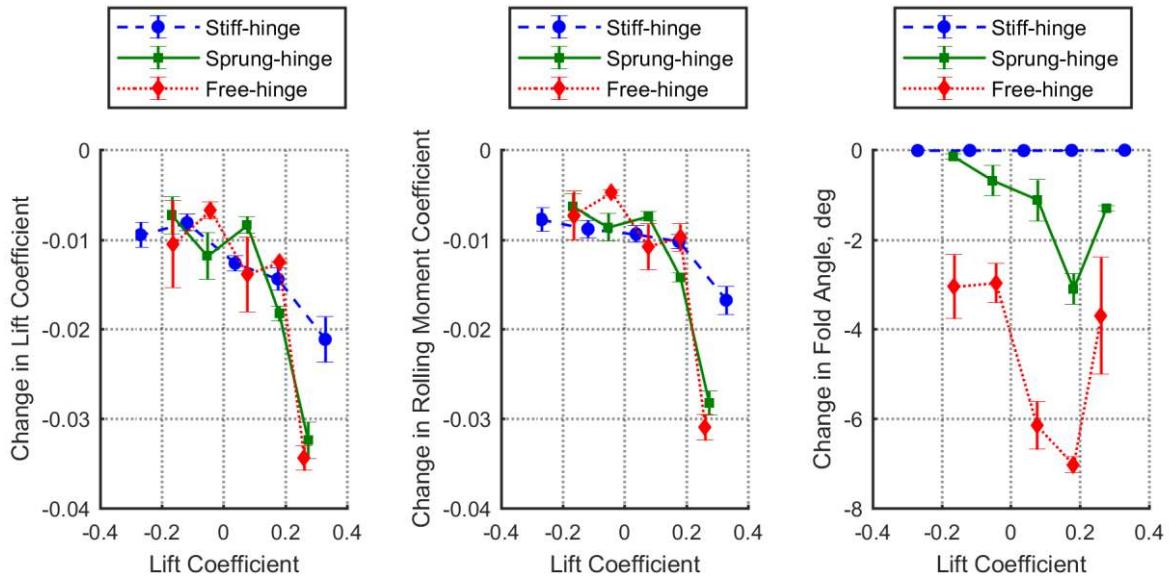 Stiff-hinge
Sprung-hinge
Free-hinge
0
-0.01
-0.02
-0.03
-0.04
-0.4
-0.2
0
0.2
0.4
Change in Lift Coefficient
Lift Coefficient
Stiff-hinge
Sprung-hinge
Free-hinge
0
-0.01
-0.02
-0.03
-0.04
-0.4
-0.2
0
0.2
0.4
Change in Rolling Moment Coefficient
Lift Coefficient
Stiff-hinge
Sprung-hinge
Free-hinge
0
-2
-4
-6
-8
-0.4
-0.2
0
0.2
0.4
Change in Fold Angle, deg
Lift Coefficient